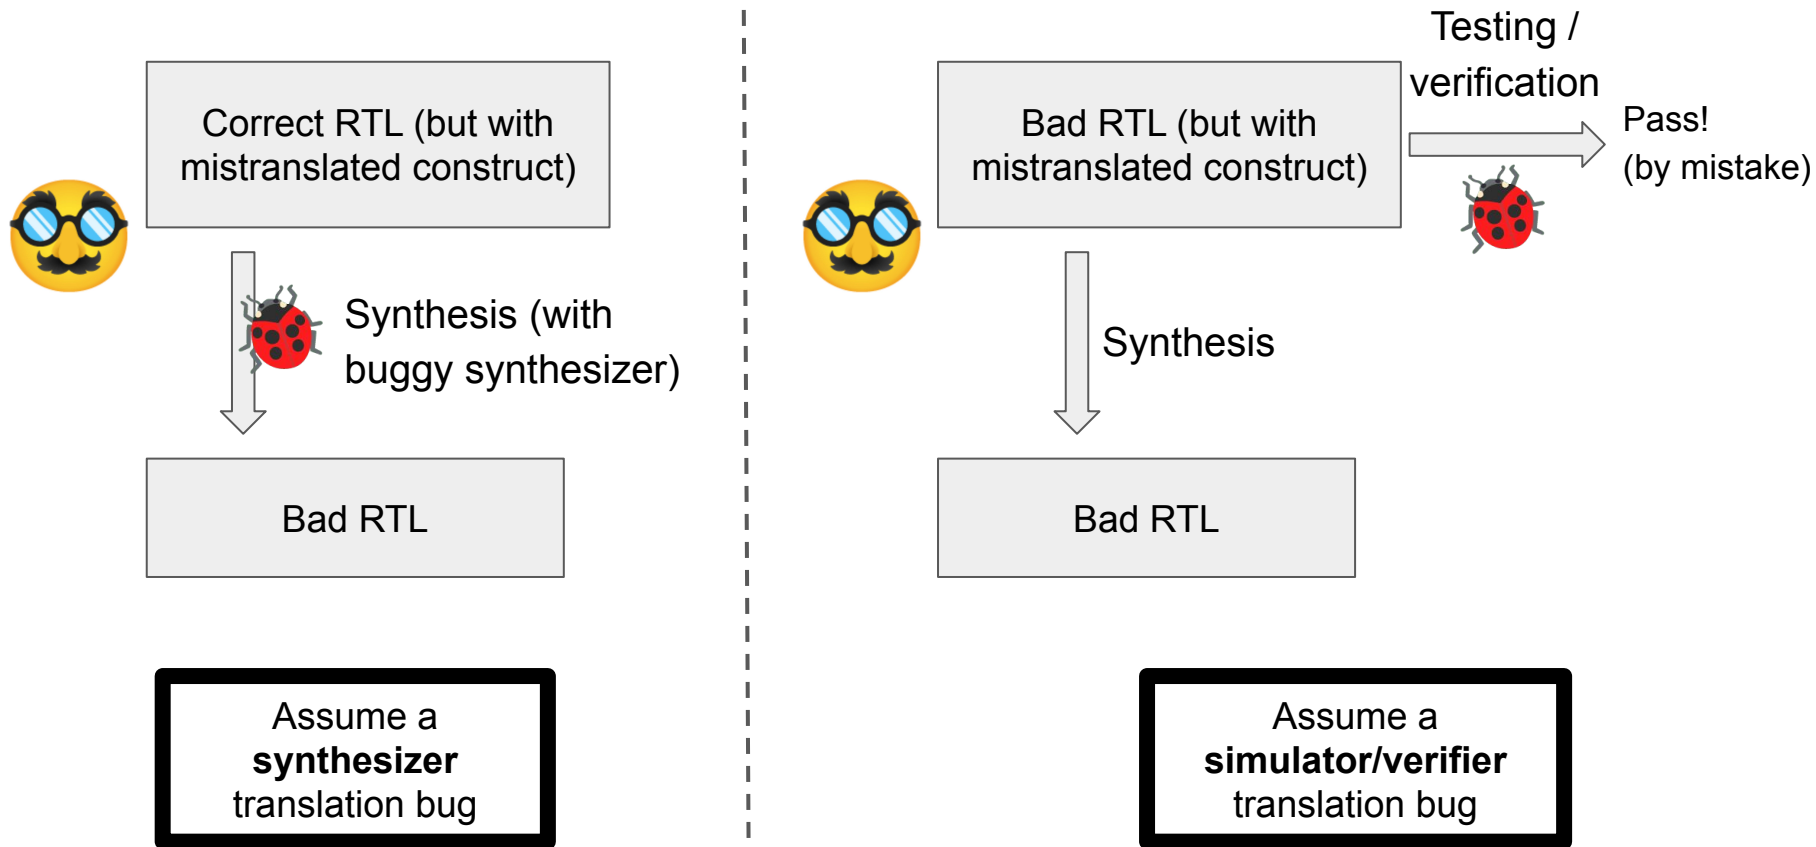 Correct RTL (but with
mistranslated construct)
Synthesis (with
buggy synthesizer)
Bad RTL
Assume a
synthesizer
translation bug
Testing /
verification
Bad RTL (but with
mistranslated construct)
Pass!
(by mistake)
Synthesis
Bad RTL
Assume a
simulator/verifier
translation bug